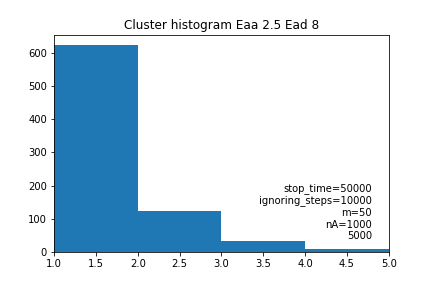 Cluster histogram Eaa 2.5 Ead 8
600
500
400
300
200
100
0
stop_time=50000
ignoring_steps=10000
m=50
nA=1000
5000
1.0 1.5 2.0 2.5 3.0 3.5 4.0 4.5 5.0